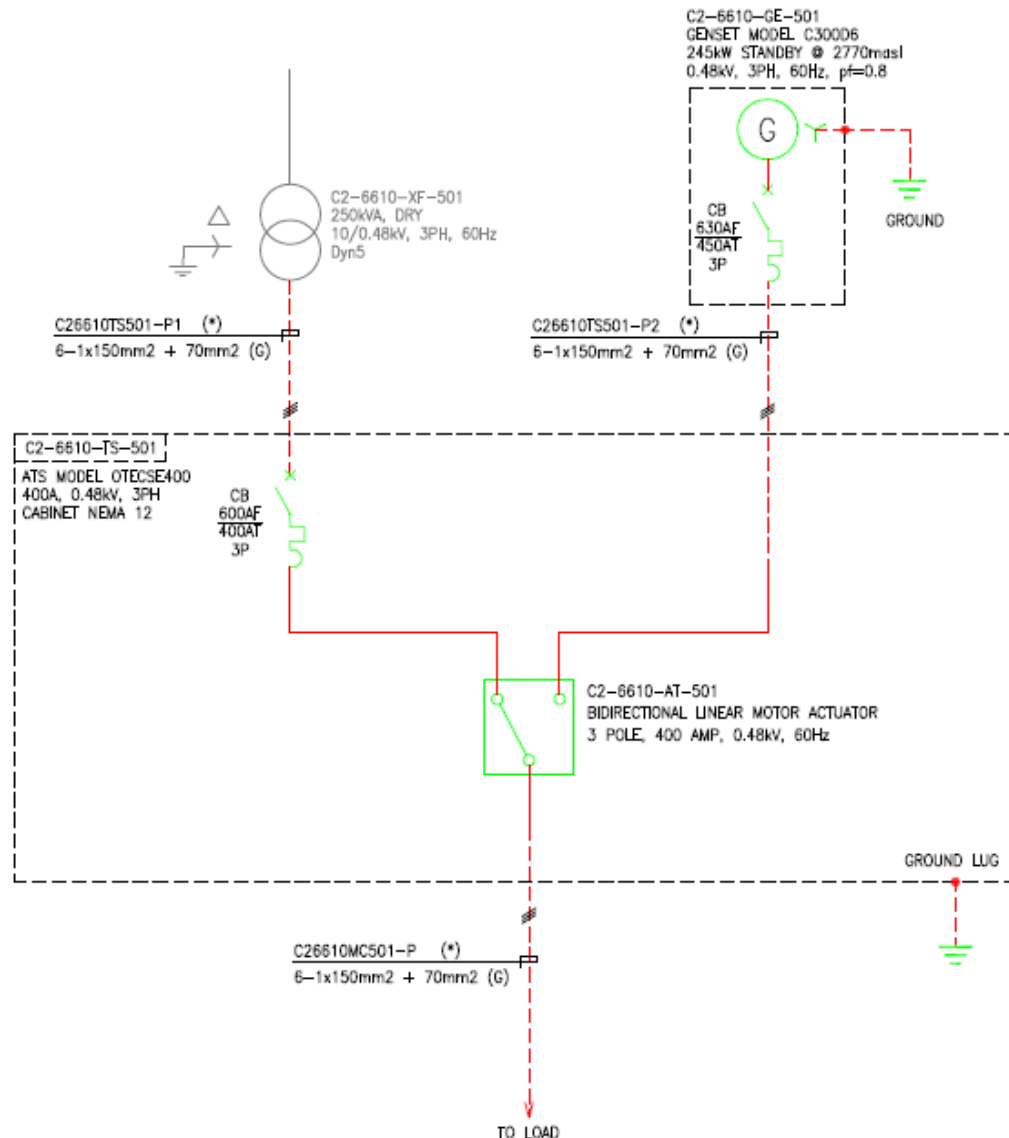 C2-6610-GE-501
GENSET MODEL C300D6
245kW STANDBY @ 2770masl
0.48kV, 3PH, 60Hz, pf=0.8
G
GROUND
CB
630AF
450AT
3P
C2-6610-XF-501
250kVA, DRY
10/0.48kV, 3PH, 60Hz
Dyn5
C26610TS501-P1 (*)
6-1x150mm2 + 70mm2 (G)
C26610TS501-P2 (*)
6-1x150mm2 + 70mm2 (G)
C2-6610-TS-501
ATS MODEL OTECSE400
400A, 0.48kV, 3PH
CABINET NEMA 12
CB
600AF
400AT
3P
C2-6610-AT-501
BIDIRECTIONAL LINEAR MOTOR ACTUATOR
3 POLE, 400 AMP, 0.48kV, 60Hz
GROUND LUG
C26610MC501-P (*)
6-1x150mm2 + 70mm2 (G)
TO LOAD